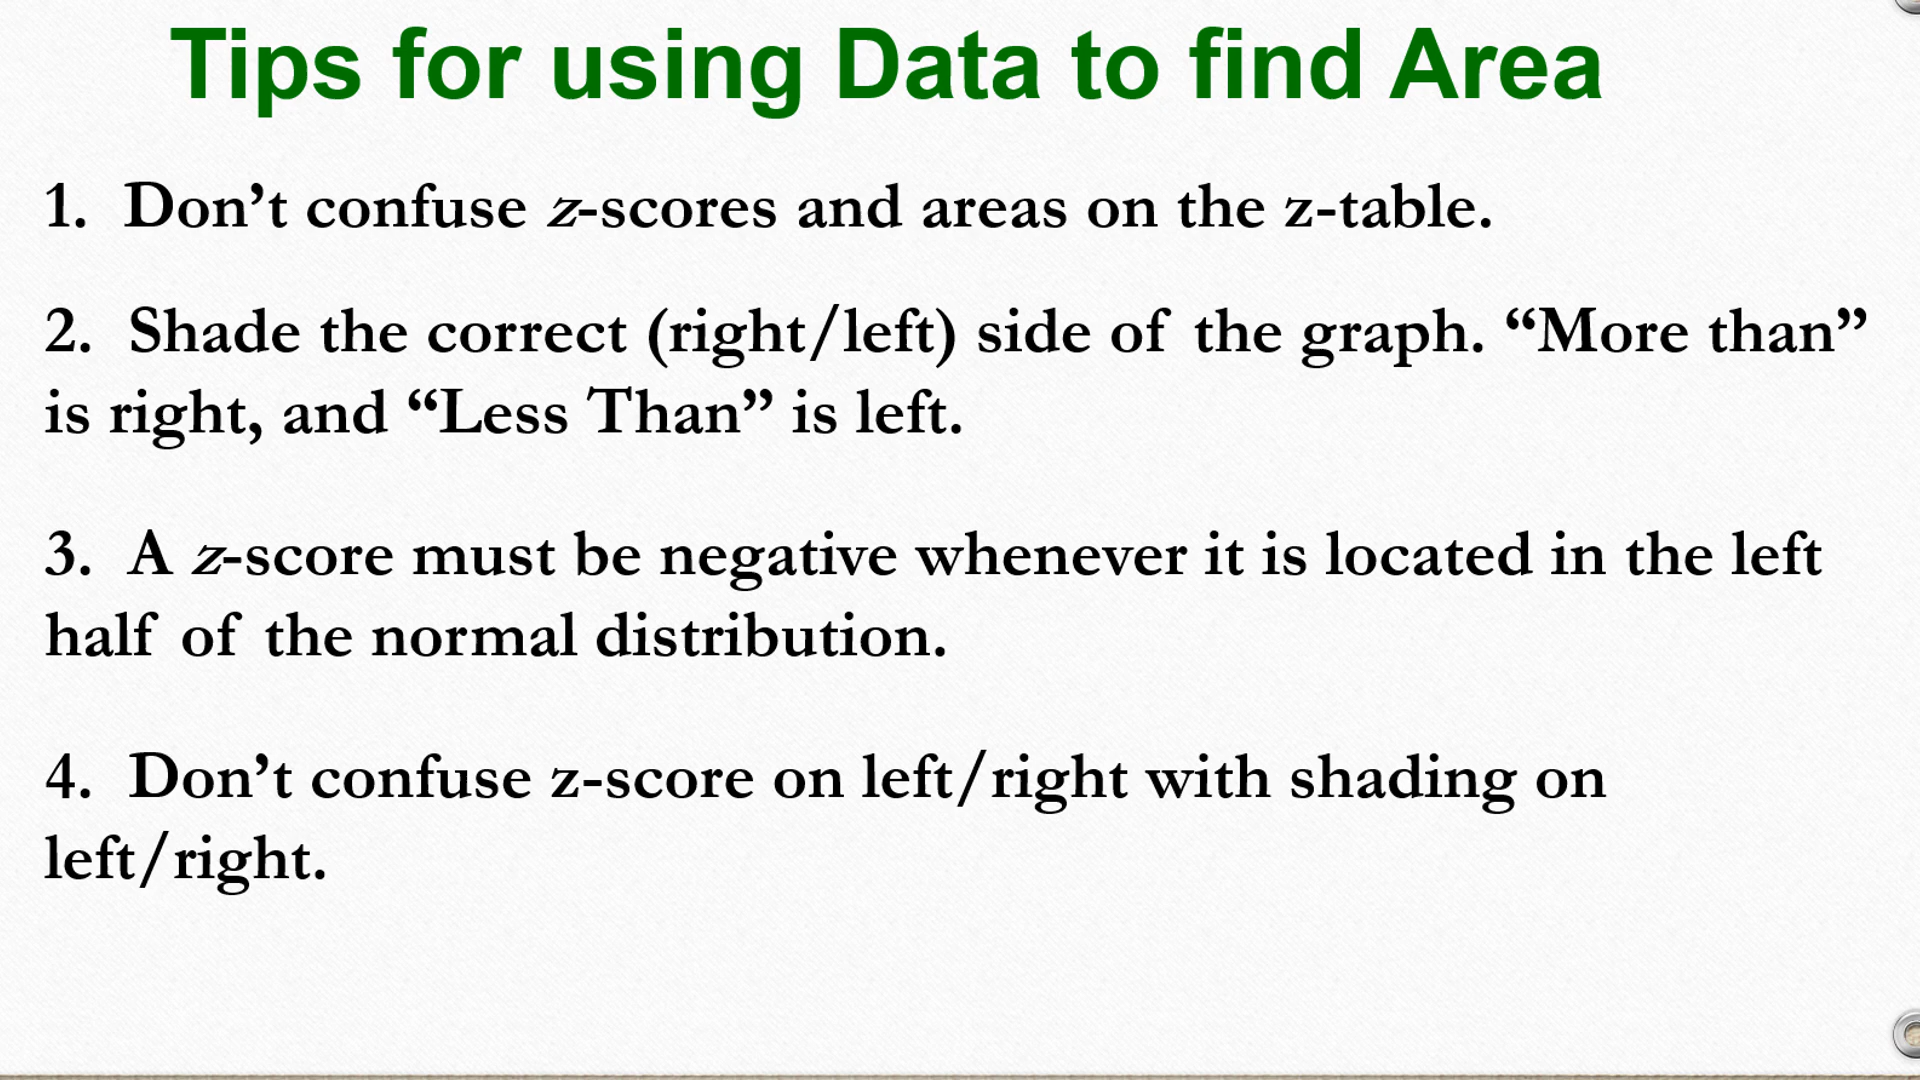 Tips for using Data to find Area
1. Don’t confuse z-scores and areas on the z-table.
2. Shade the correct (right/left) side of the graph. “More than”
is right, and “Less Than” is left.
3. A z-score must be negative whenever it is located in the left
half of the normal distribution.
4. Don’t confuse z-score on left/right with shading on
left/right.